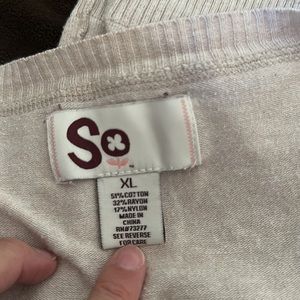 So
XL
51% COTTON
32% RAYON
17% NYLON
MADE IN
CHINA
RN#73277
SEE REVERSE
FOR CARE